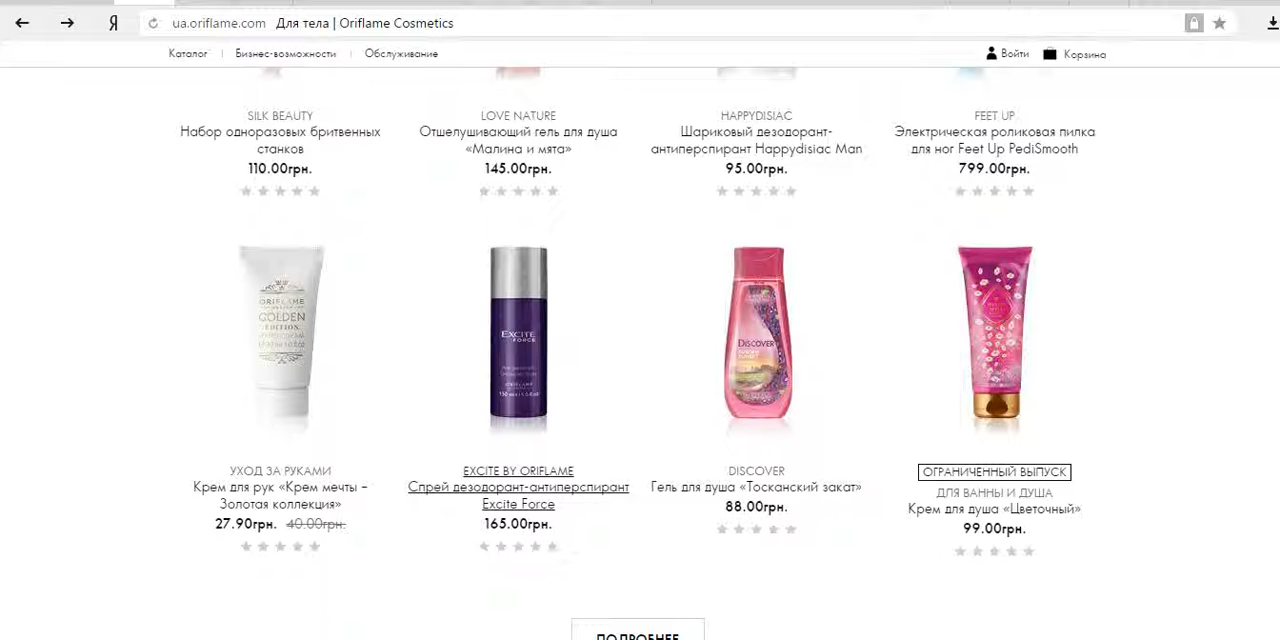 Я
ua.oriflame.com Для тела | Oriflame Cosmetics
Каталог Бизнес-возможности Обслуживание Войти Корзина
SILK BEAUTY
Набор одноразовых бритвенных
станков
110.00грн.
LOVE NATURE
Отшелушивающий гель для душа
«Малина и мята»
145.00грн.
HAPPYDISIAC
Шариковый дезодорант-
антиперспирант Happydisiac Man
95.00грн.
FEET UP
Электрическая роликовая пилка
для ног Feet Up PediSmooth
799.00грн.
ORIFLAME
GOLDEN
EDITION
EXCITE
FORCE
ORIFLAME
DISCOVER
УХОД ЗА РУКАМИ
Крем для рук «Крем мечты –
Золотая коллекция»
27.90грн. 40.00грн.
EXCITE BY ORIFLAME
Спрей дезодорант-антиперспирант
Excite Force
165.00грн.
DISCOVER
Гель для душа «Тосканский закат»
88.00грн.
ОГРАНИЧЕННЫЙ ВЫПУСК
ДЛЯ ВАННЫ И ДУША
Крем для душа «Цветочный»
99.00грн.
ПОДРОБНЕЕ